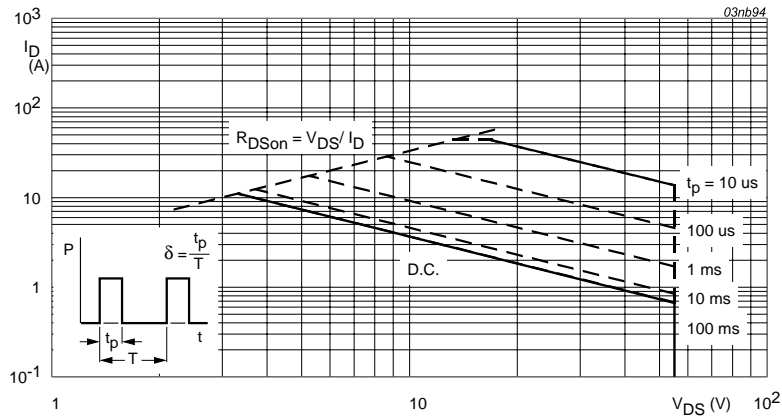 03nb94
10³
I_D
(A)
10²
R_DSon = V_DS/ I_D
t_p = 10 us
10
100 us
P
δ = t_p/T
D.C.
1 ms
1
10 ms
t_p
t
T
100 ms
10⁻¹
1
10
V_DS (V)
10²